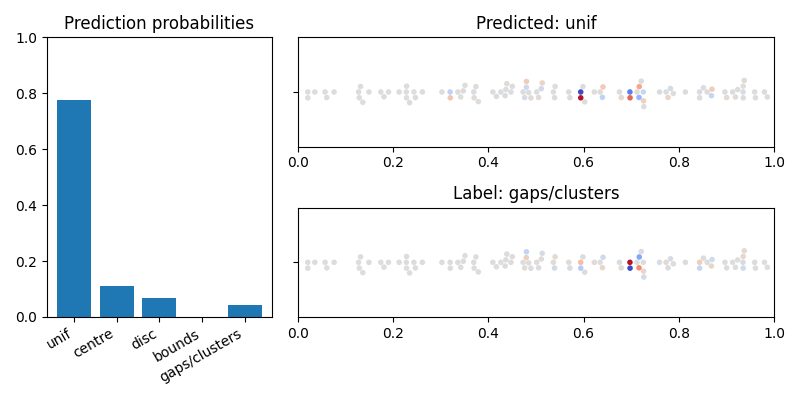 Prediction probabilities
1.0
0.8
0.6
0.4
0.2
0.0
unif
centre
disc
bounds
gaps/clusters
Predicted: unif
0.0 0.2 0.4 0.6 0.8 1.0
Label: gaps/clusters
0.0 0.2 0.4 0.6 0.8 1.0